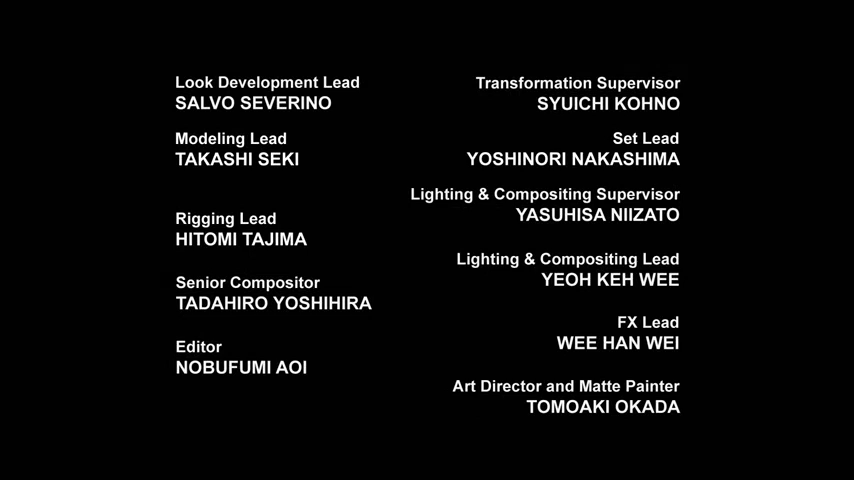 Look Development Lead
SALVO SEVERINO
Modeling Lead
TAKASHI SEKI
Rigging Lead
HITOMI TAJIMA
Senior Compositor
TADAHIRO YOSHIHIRA
Editor
NOBUFUMI AOI
Transformation Supervisor
SYUICHI KOHNO
Set Lead
YOSHINORI NAKASHIMA
Lighting & Compositing Supervisor
YASUHISA NIIZATO
Lighting & Compositing Lead
YEOH KEH WEE
FX Lead
WEE HAN WEI
Art Director and Matte Painter
TOMOAKI OKADA